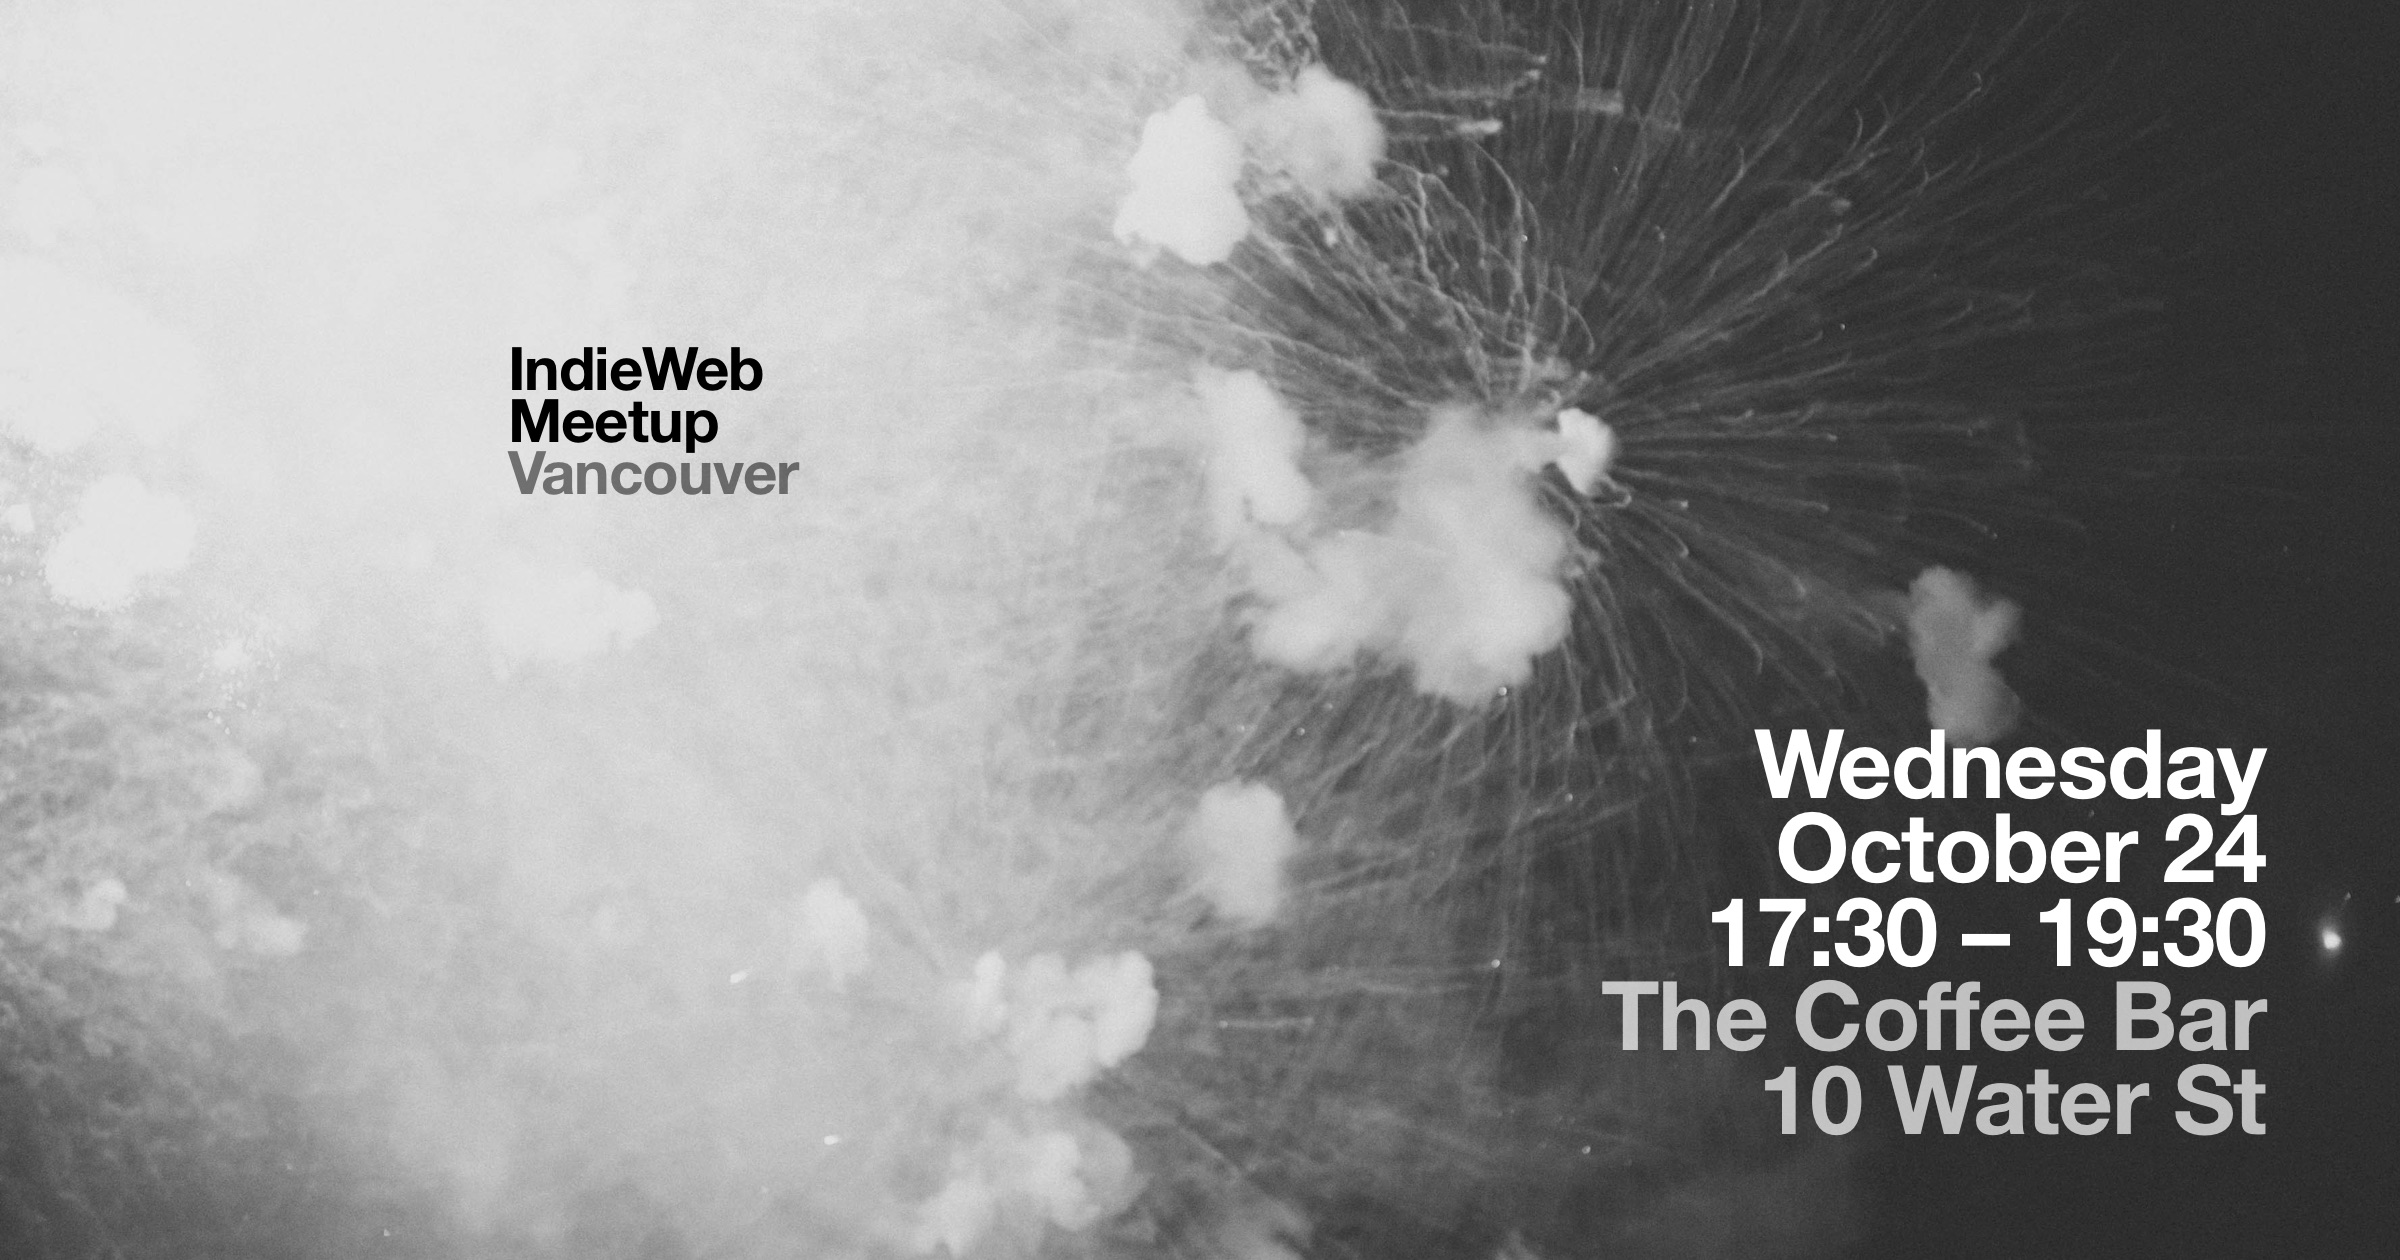 IndieWeb
Meetup
Vancouver
Wednesday
October 24
17:30 – 19:30
The Coffee Bar
10 Water St